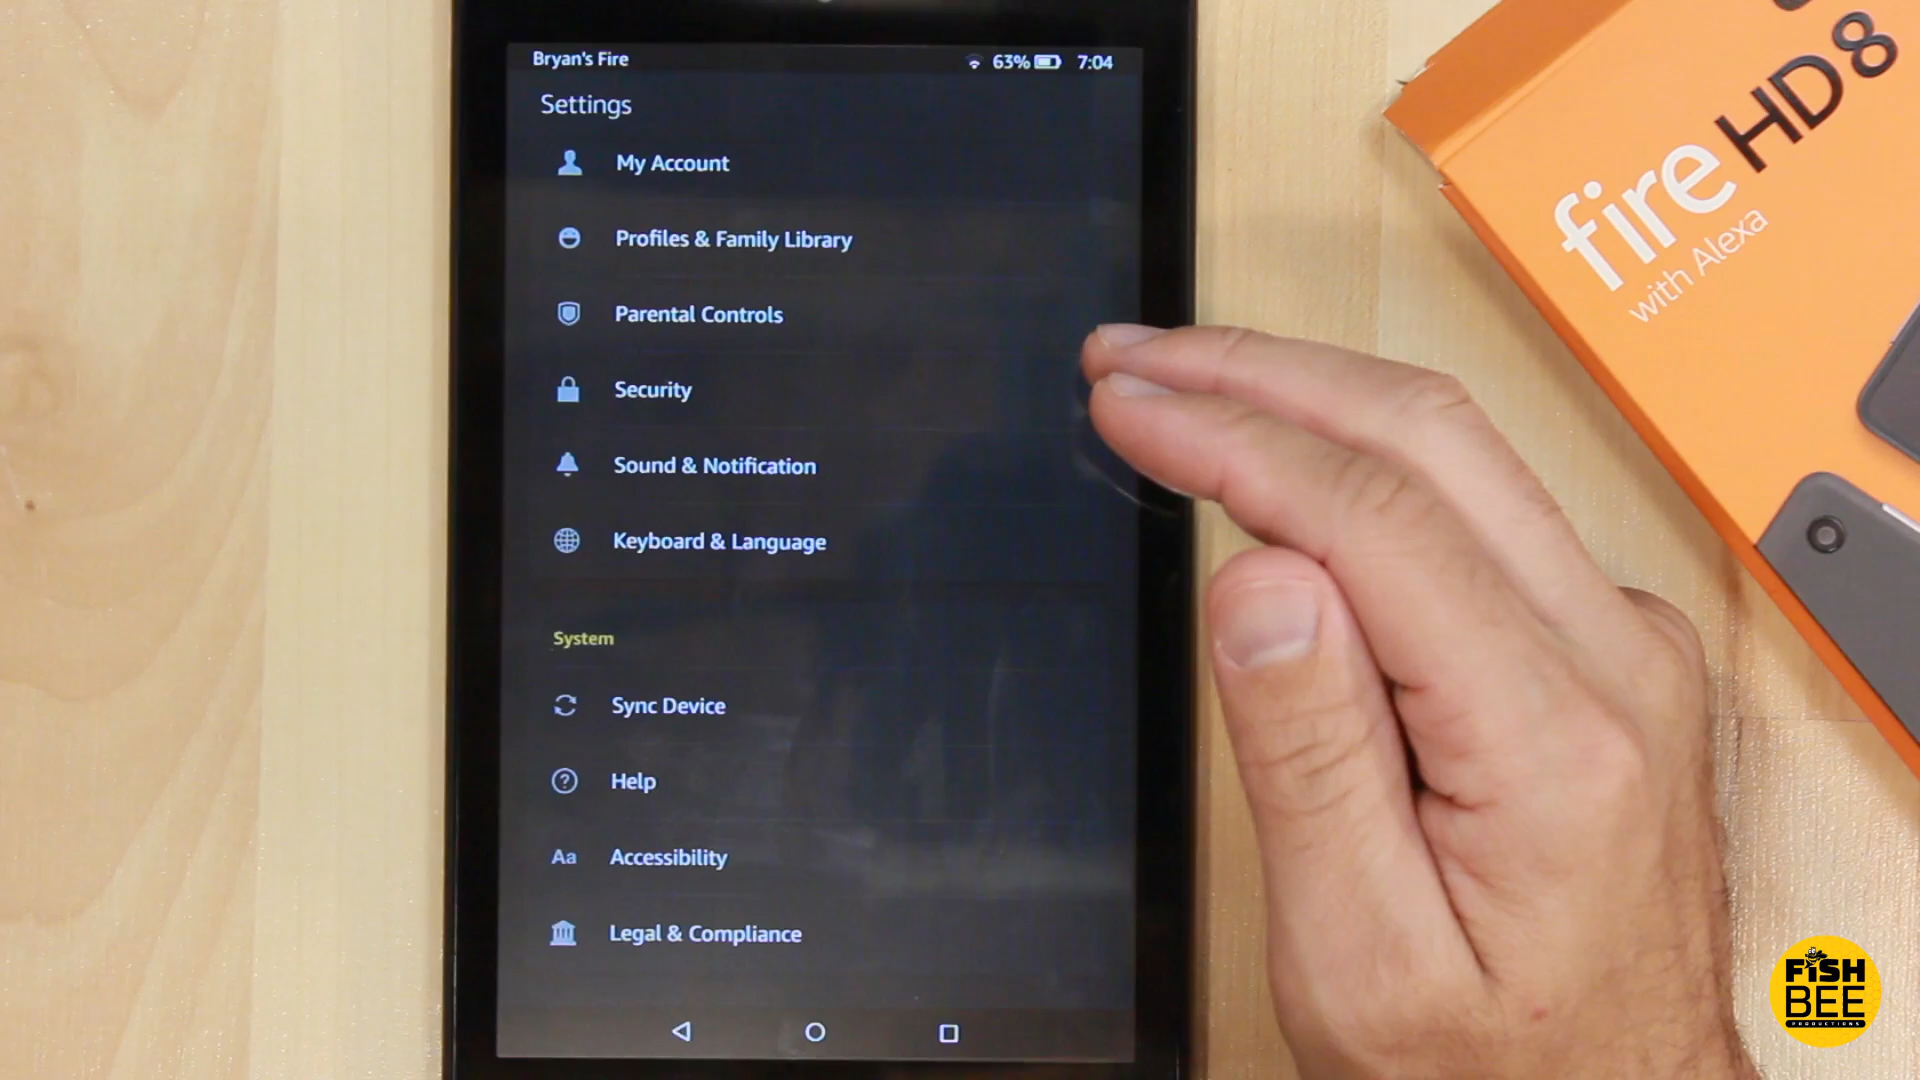 Bryan's Fire 63% 7:04
Settings
My Account
Profiles & Family Library
Parental Controls
Security
Sound & Notification
Keyboard & Language
System
Sync Device
Help
Aa Accessibility
Legal & Compliance
fire HD 8
with Alexa
FISH
BEE
PRODUCTIONS